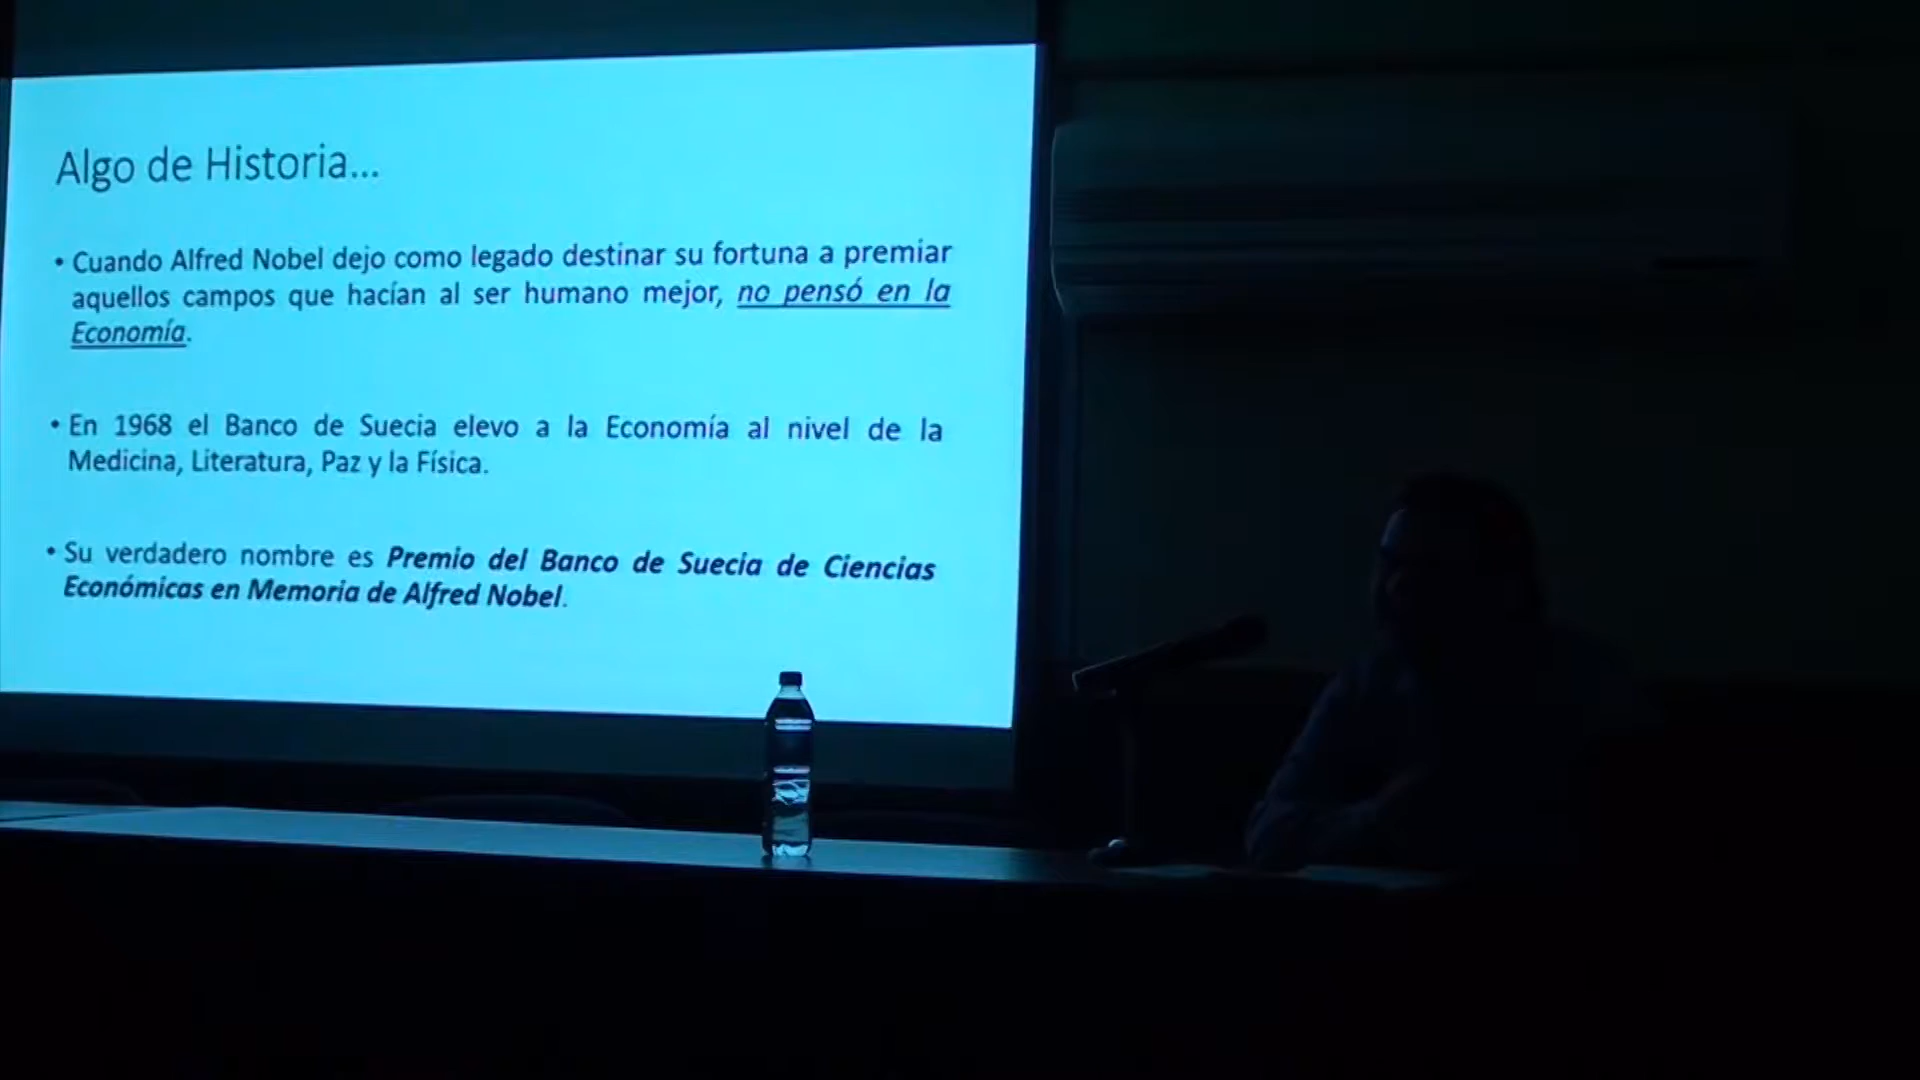 Algo de Historia...
• Cuando Alfred Nobel dejo como legado destinar su fortuna a premiar
aquellos campos que hacían al ser humano mejor, no pensó en la
Economía.
• En 1968 el Banco de Suecia elevo a la Economía al nivel de la
Medicina, Literatura, Paz y la Física.
• Su verdadero nombre es Premio del Banco de Suecia de Ciencias
Económicas en Memoria de Alfred Nobel.